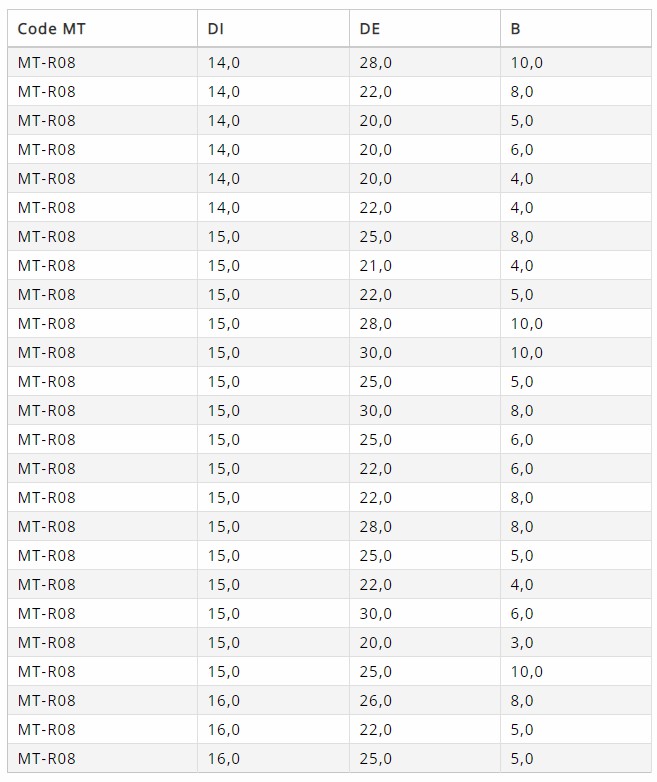 Code MT DI DE B
MT-R08 14,0 28,0 10,0
MT-R08 14,0 22,0 8,0
MT-R08 14,0 20,0 5,0
MT-R08 14,0 20,0 6,0
MT-R08 14,0 20,0 4,0
MT-R08 14,0 22,0 4,0
MT-R08 15,0 25,0 8,0
MT-R08 15,0 21,0 4,0
MT-R08 15,0 22,0 5,0
MT-R08 15,0 28,0 10,0
MT-R08 15,0 30,0 10,0
MT-R08 15,0 25,0 5,0
MT-R08 15,0 30,0 8,0
MT-R08 15,0 25,0 6,0
MT-R08 15,0 22,0 6,0
MT-R08 15,0 22,0 8,0
MT-R08 15,0 28,0 8,0
MT-R08 15,0 25,0 5,0
MT-R08 15,0 22,0 4,0
MT-R08 15,0 30,0 6,0
MT-R08 15,0 20,0 3,0
MT-R08 15,0 25,0 10,0
MT-R08 16,0 26,0 8,0
MT-R08 16,0 22,0 5,0
MT-R08 16,0 25,0 5,0